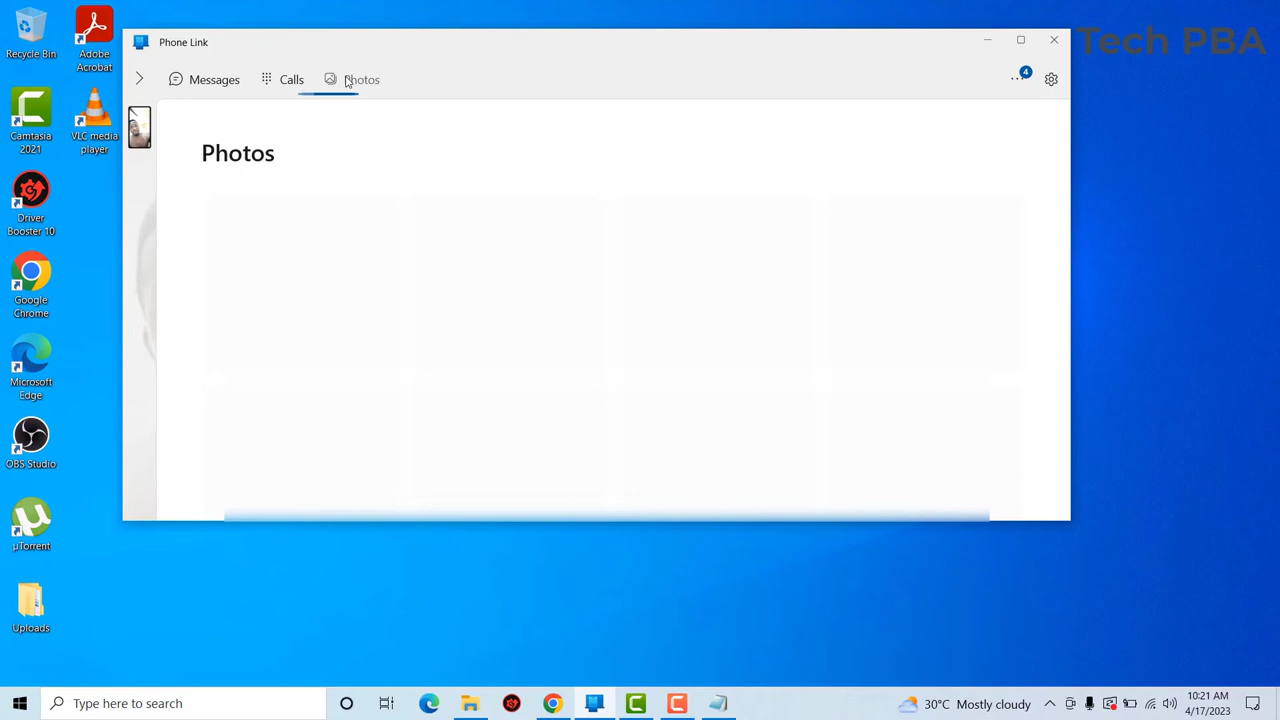 Recycle Bin
Adobe
Acrobat
Camtasia
2021
VLC media
player
Driver
Booster 10
Google
Chrome
Microsoft
Edge
OBS Studio
µTorrent
Uploads
Phone Link
Messages
Calls
Photos
4
Photos
Tech PBA
Type here to search
30°C Mostly cloudy
10:21 AM
4/17/2023